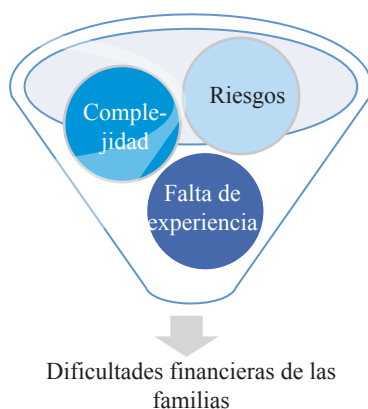 Comple-
jidad
Riesgos
Falta de
experiencia
Dificultades financieras de las
familias